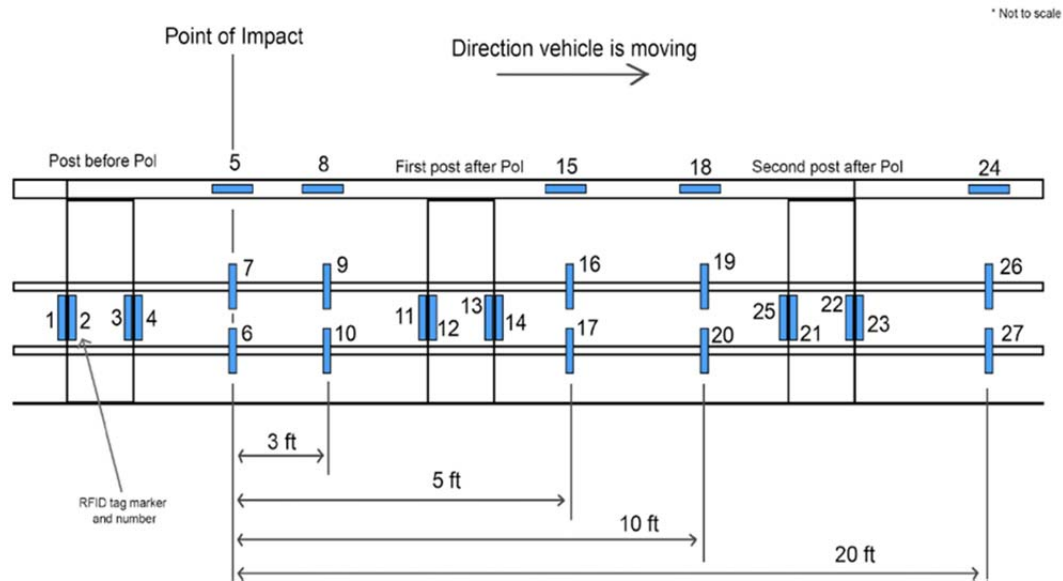 * Not to scale
Point of Impact
Direction vehicle is moving
Post before PoI
5
8
First post after PoI
15
18
Second post after PoI
24
7
9
16
19
26
1
2
3
4
11
12
13
14
25
21
22
23
6
10
17
20
27
3 ft
5 ft
RFID tag marker
and number
10 ft
20 ft